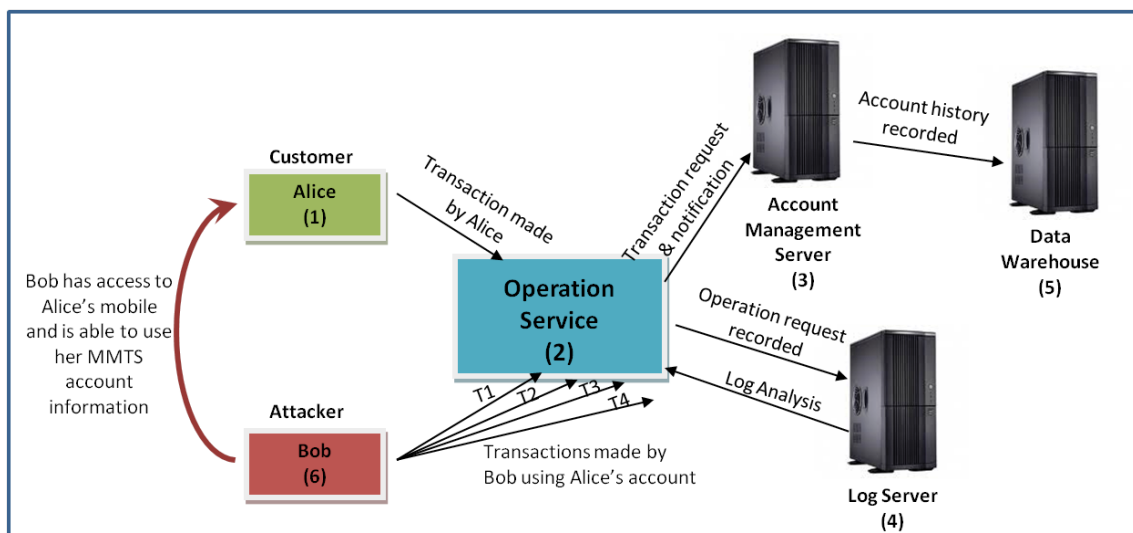 Customer
Alice
(1)
Transaction made
by Alice
Bob has access to
Alice's mobile
and is able to use
her MMTS
account
information
Attacker
Bob
(6)
T1
T2
T3
T4
Transactions made by
Bob using Alice's account
Operation
Service
(2)
Transaction request
& notification
Account
Management
Server
(3)
Account history
recorded
Data
Warehouse
(5)
Operation request
recorded
Log Analysis
Log Server
(4)